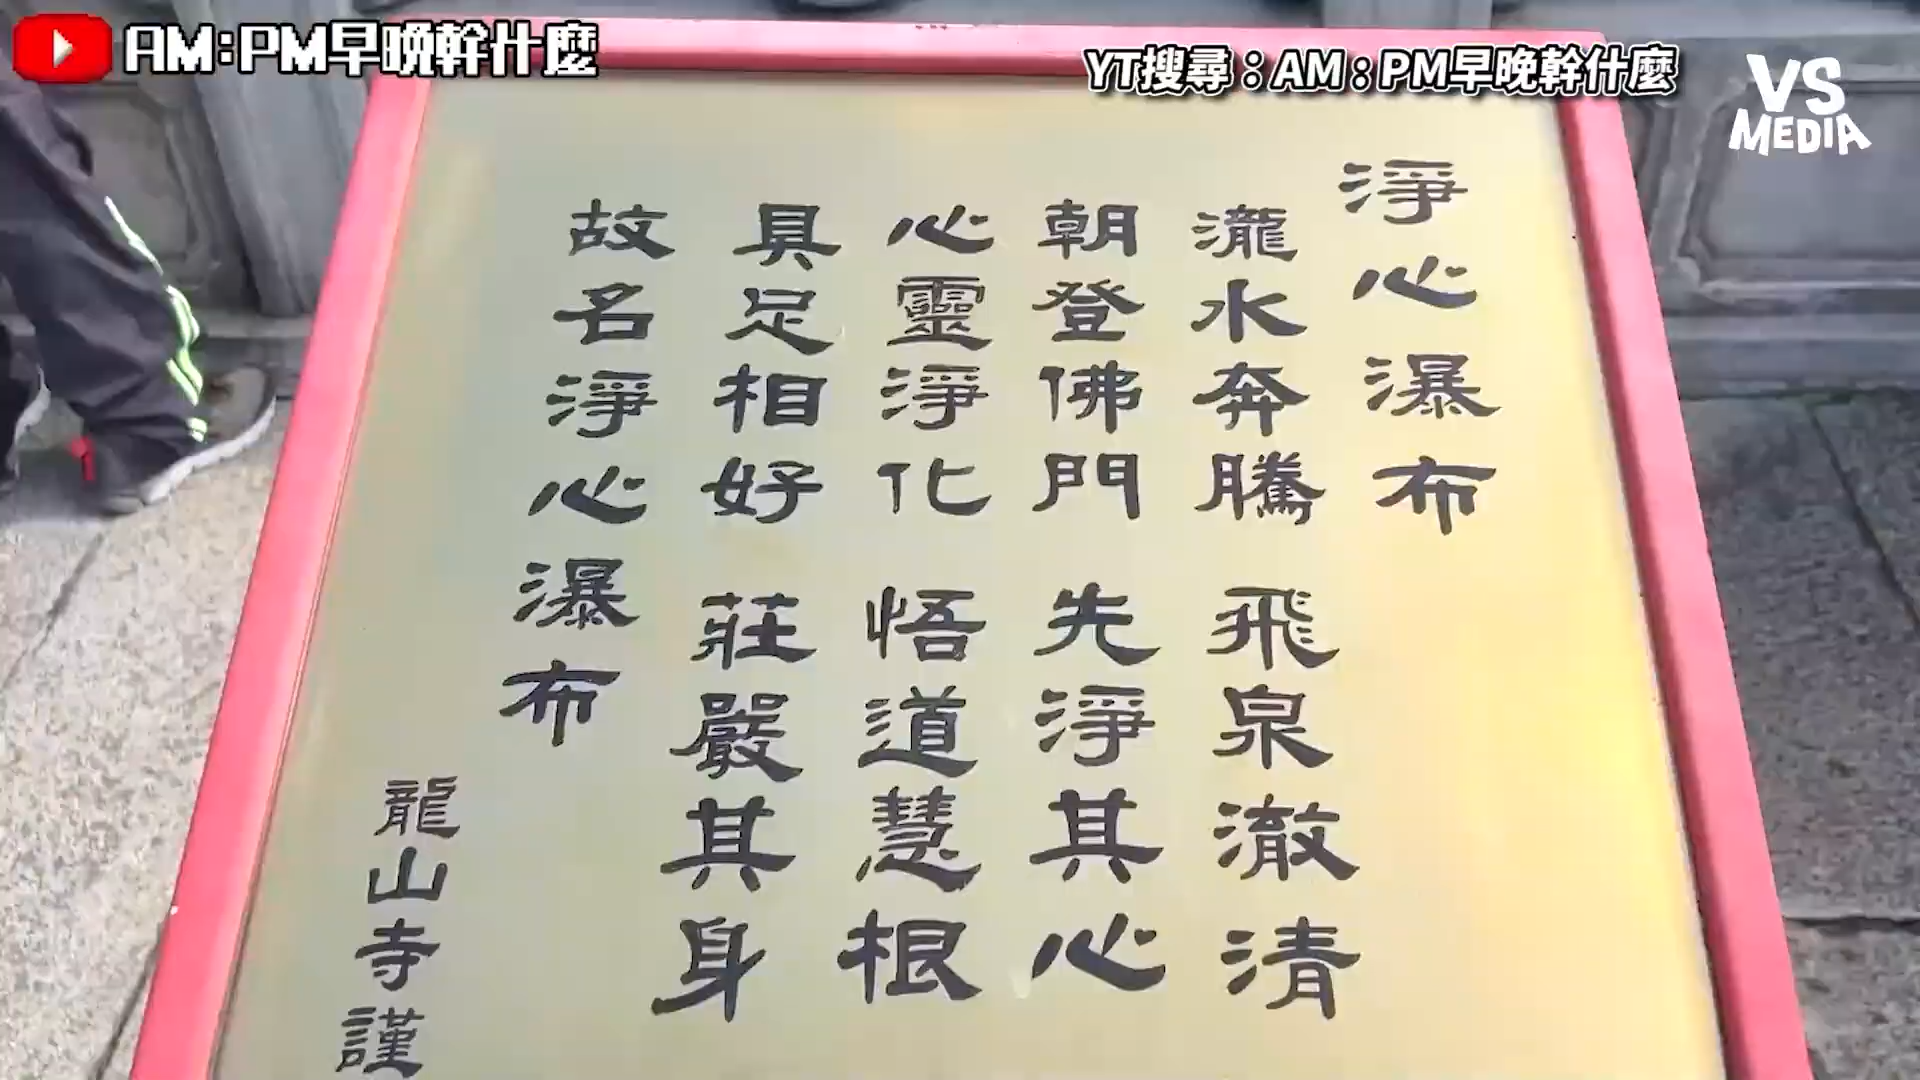 AM:PM早晚幹什麼
YT搜尋：AM：PM早晚幹什麼
VS
MEDIA
淨心瀑布
瀧水奔騰 飛泉澈清
朝登佛門 先淨其心
心靈淨化 悟道慧根
具足相好 莊嚴其身
故名淨心瀑布
龍山寺謹